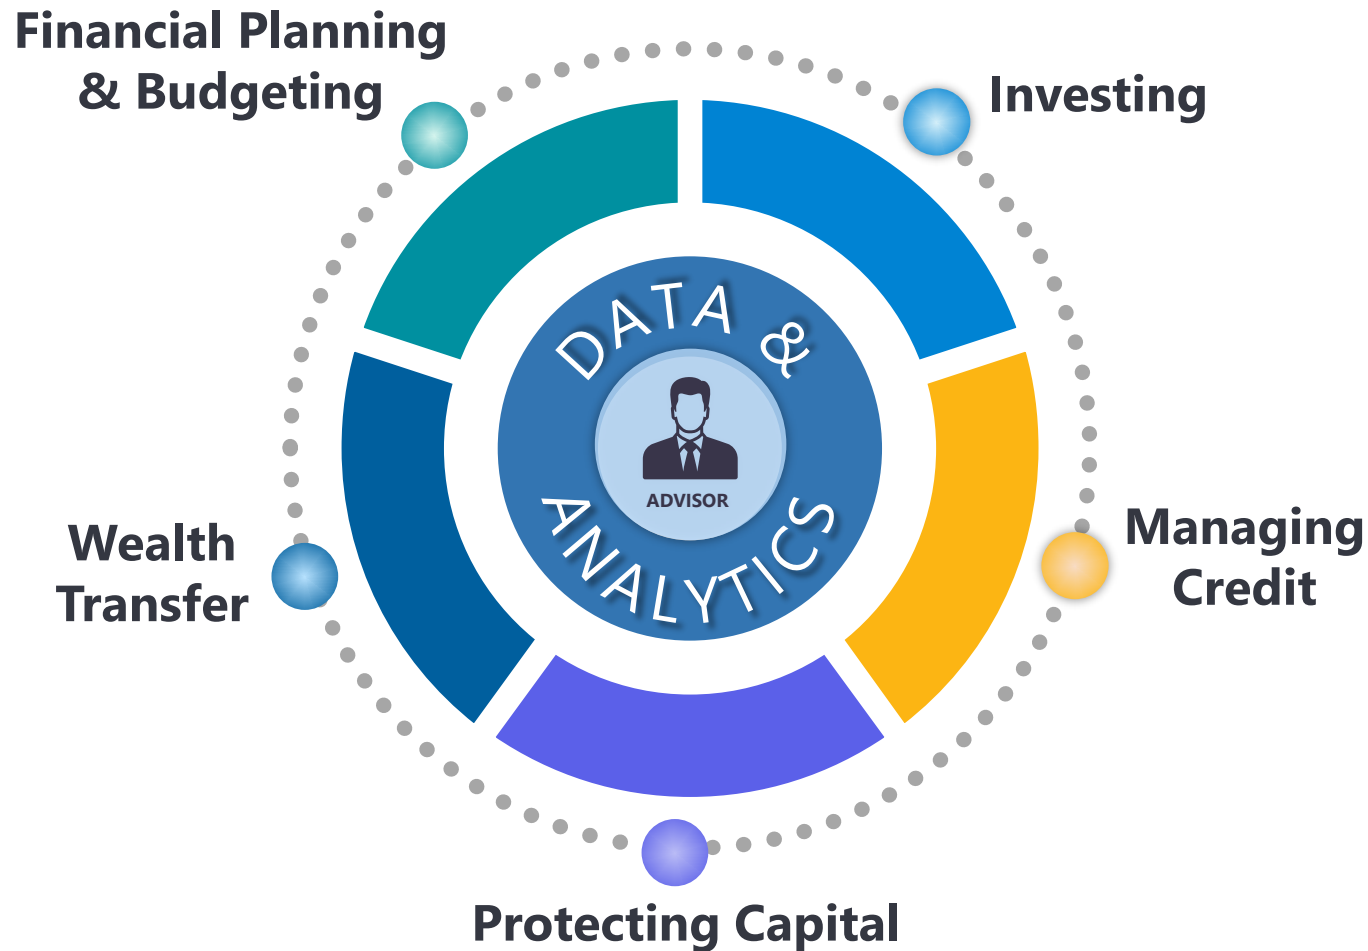 Financial Planning
& Budgeting
Investing
DATA &
ADVISOR
ANALYTICS
Wealth
Transfer
Managing
Credit
Protecting Capital